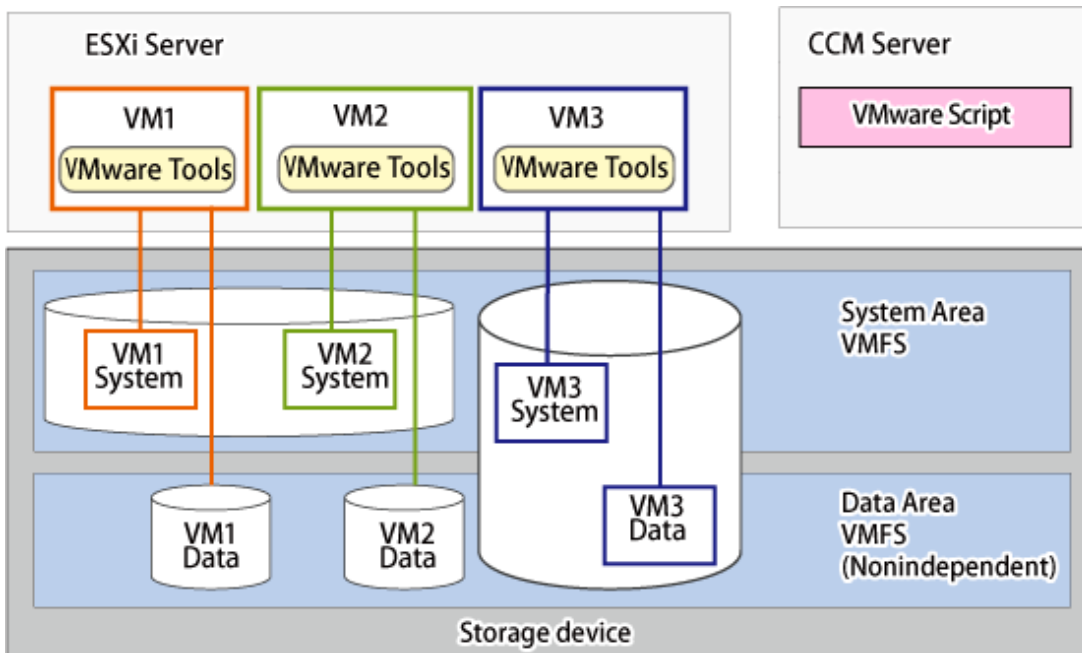 ESXi Server
CCM Server
VM1
VMware Tools
VM2
VMware Tools
VM3
VMware Tools
VMware Script
VM1
System
VM2
System
VM3
System
System Area
VMFS
VM1
Data
VM2
Data
VM3
Data
Data Area
VMFS
(Nonindependent)
Storage device